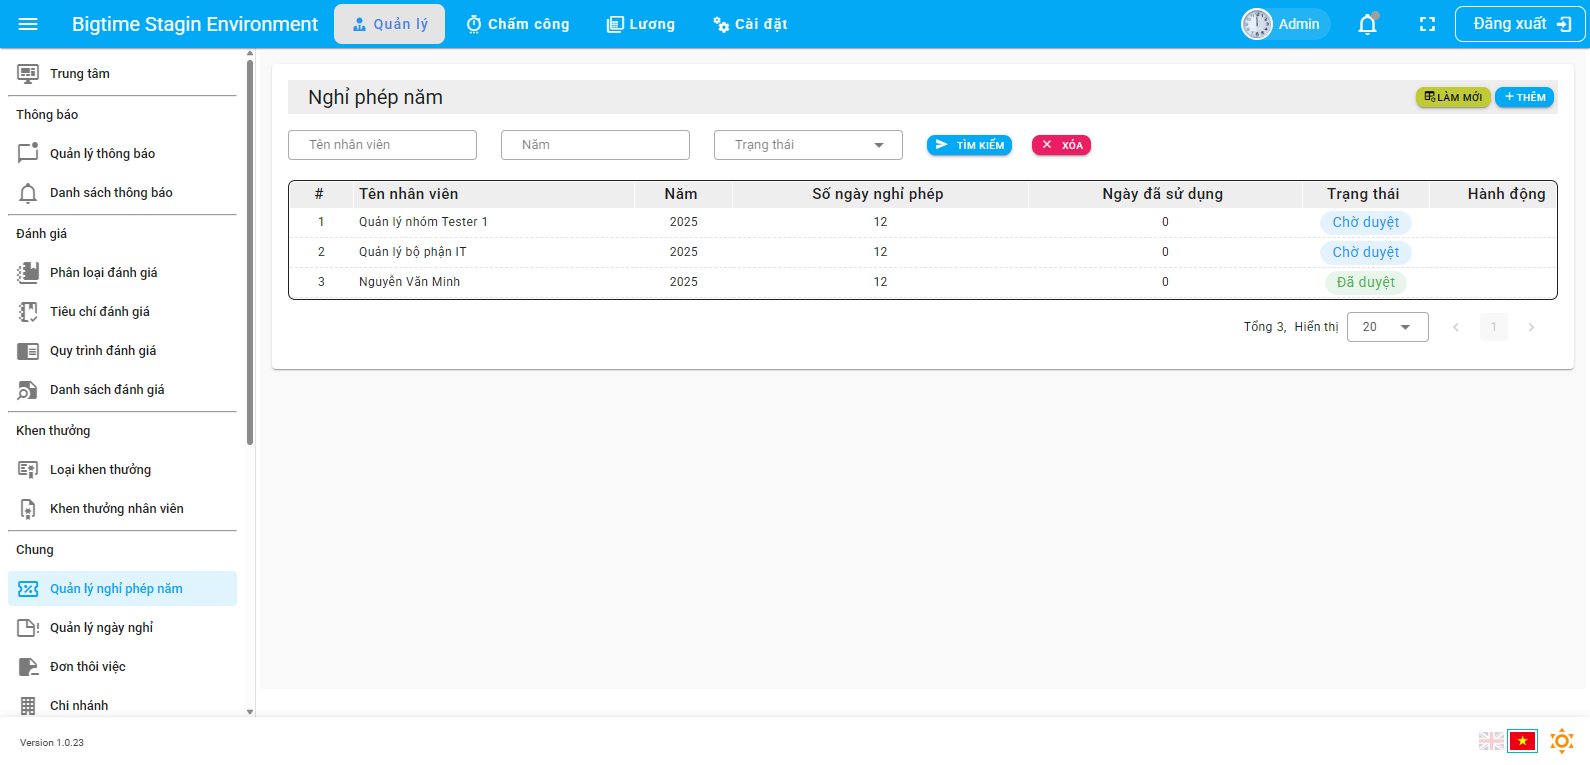 Bigtime Stagin Environment Quản lý Chấm công Lương Cài đặt Admin Đăng xuất
Trung tâm
Thông báo
Quản lý thông báo
Danh sách thông báo
Đánh giá
Phân loại đánh giá
Tiêu chí đánh giá
Quy trình đánh giá
Danh sách đánh giá
Khen thưởng
Loại khen thưởng
Khen thưởng nhân viên
Chung
Quản lý nghỉ phép năm
Quản lý ngày nghỉ
Đơn thôi việc
Chi nhánh
Nghỉ phép năm LÀM MỚI THÊM
Tên nhân viên Năm Trạng thái TÌM KIẾM XÓA
# Tên nhân viên Năm Số ngày nghỉ phép Ngày đã sử dụng Trạng thái Hành động
1 Quản lý nhóm Tester 1 2025 12 0 Chờ duyệt
2 Quản lý bộ phận IT 2025 12 0 Chờ duyệt
3 Nguyễn Văn Minh 2025 12 0 Đã duyệt
Tổng 3, Hiển thị 20 1
Version 1.0.23